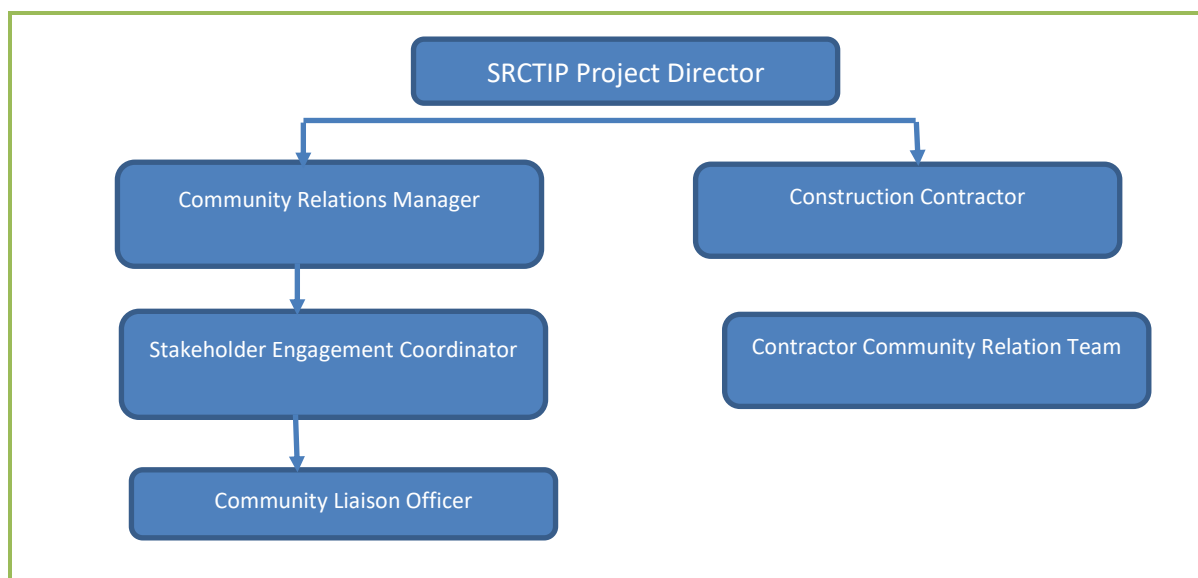 SRCTIP Project Director
Community Relations Manager
Construction Contractor
Stakeholder Engagement Coordinator
Contractor Community Relation Team
Community Liaison Officer